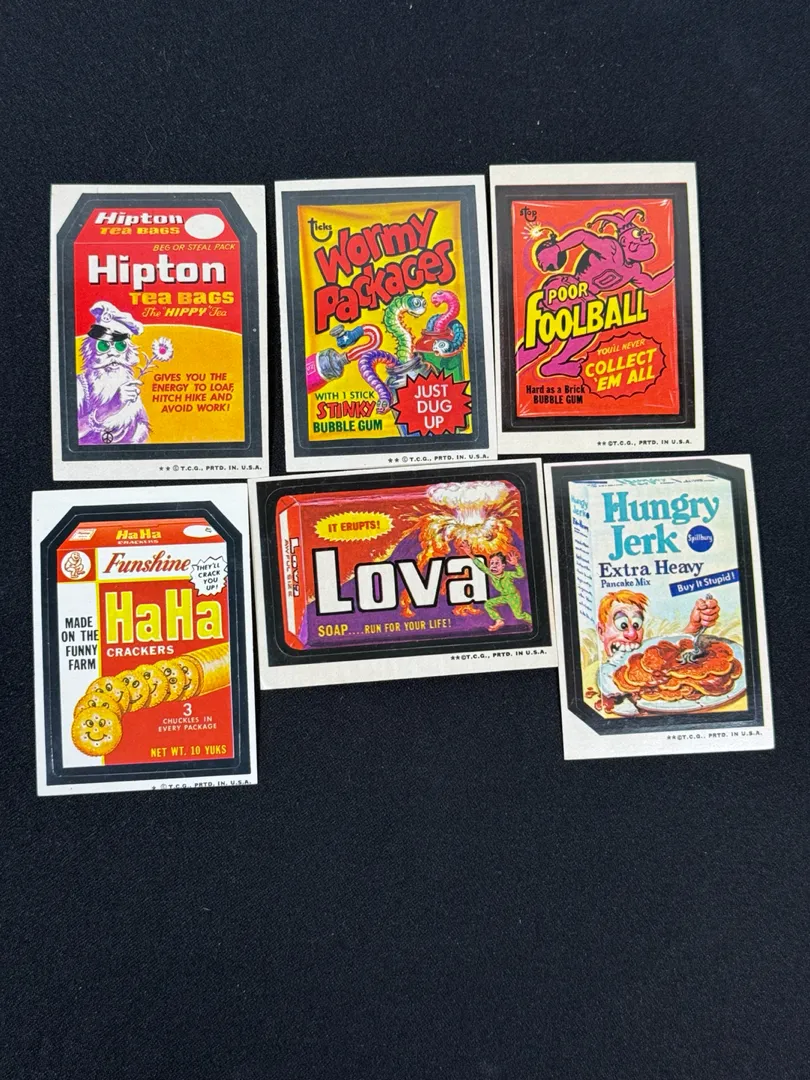 Hipton
TEA BAGS
BEG OR STEAL PACK
Hipton
TEA BAGS
The "HIPPY" Tea
GIVES YOU THE
ENERGY TO LOAF,
HITCH HIKE AND
AVOID WORK!
★★ ©T.C.G., PRTD. IN U.S.A.
Ticks
Wormy
Packages
WITH 1 STICK
STINKY
BUBBLE GUM
JUST
DUG
UP
★★ ©T.C.G., PRTD. IN U.S.A.
stop
POOR
FOOLBALL
YOU'LL NEVER
COLLECT
'EM ALL
Hard as a Brick
BUBBLE GUM
★★ ©T.C.G., PRTD. IN U.S.A.
HaHa
CRACKERS
Funshine
THEY'LL
CRACK
YOU
UP!
MADE
ON THE
FUNNY
FARM
HaHa
CRACKERS
3
CHUCKLES IN
EVERY PACKAGE
NET WT. 10 YUKS
★ ©T.C.G., PRTD. IN U.S.A.
IT ERUPTS!
Lova
SOAP....RUN FOR YOUR LIFE!
★★©T.C.G., PRTD. IN U.S.A.
Hungry
Jerk
Spillbury
Extra Heavy
Pancake Mix
Buy It Stupid!
★★©T.C.G., PRTD. IN U.S.A.